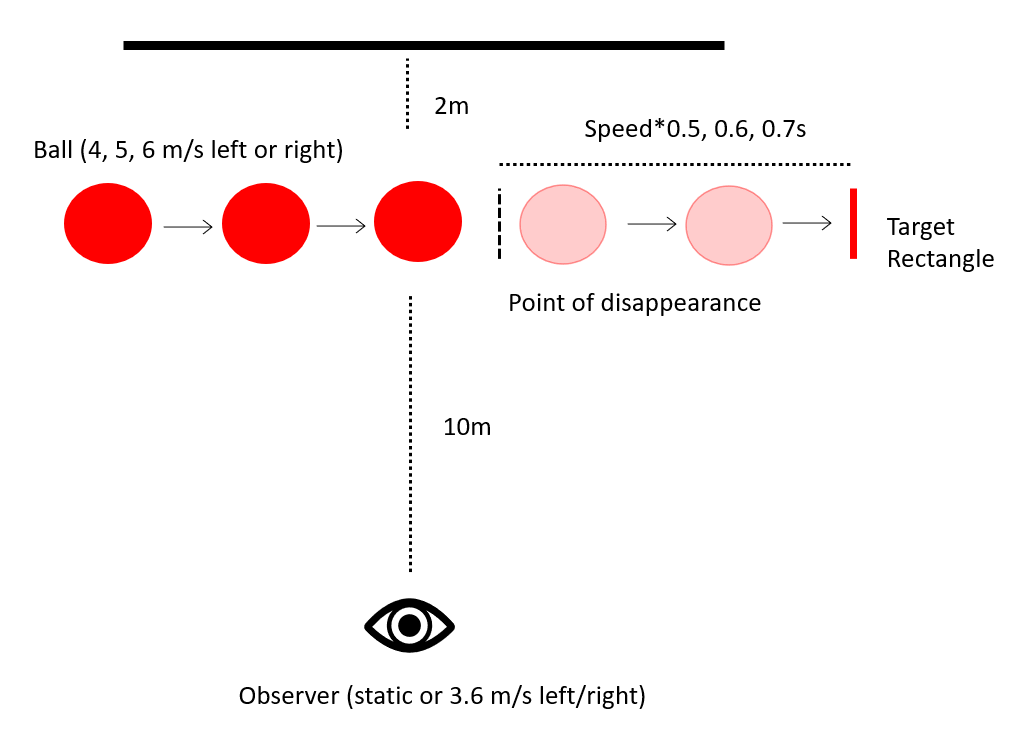 2m
Speed*0.5, 0.6, 0.7s
Ball (4, 5, 6 m/s left or right)
Target
Rectangle
Point of disappearance
10m
Observer (static or 3.6 m/s left/right)